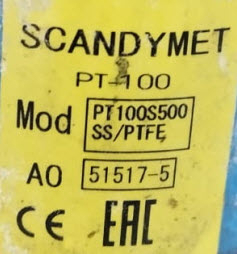 SCANDYMET
PT-100
Mod PT100S500
SS/PTFE
AO 51517-5
CE EAC